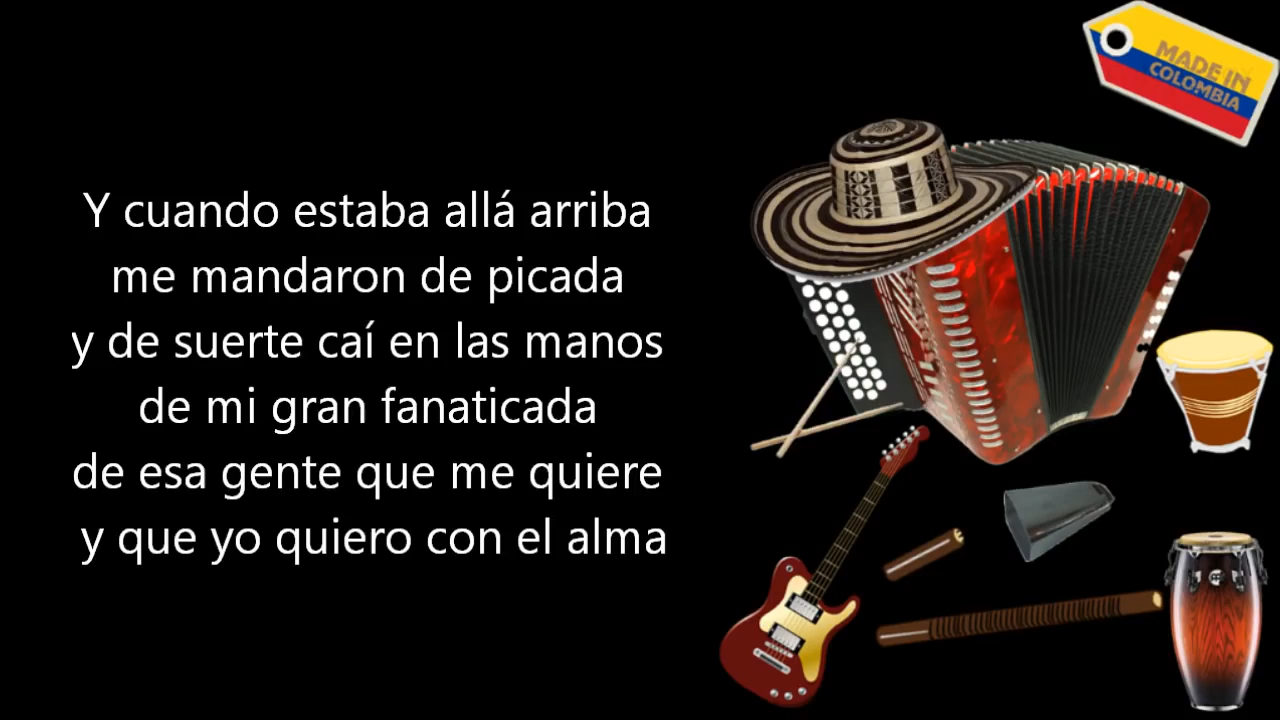 Y cuando estaba allá arriba
me mandaron de picada
y de suerte caí en las manos
de mi gran fanaticada
de esa gente que me quiere
y que yo quiero con el alma
MADE IN
COLOMBIA